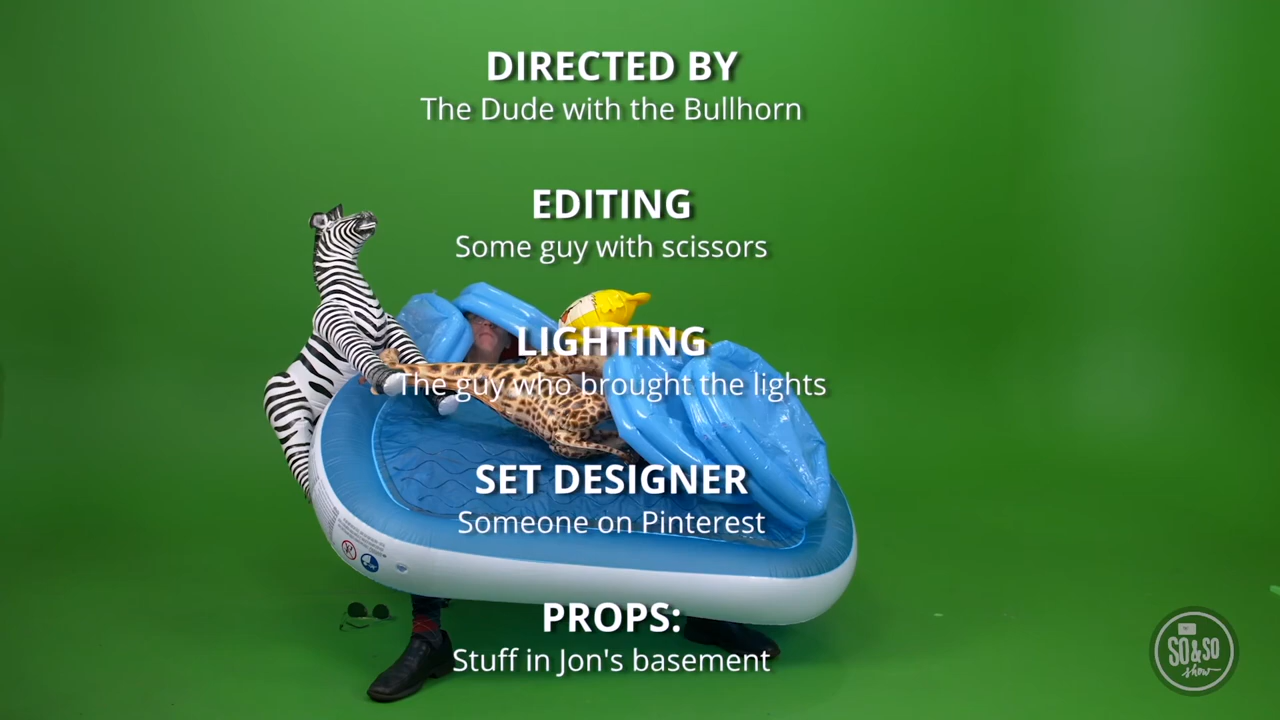 DIRECTED BY
The Dude with the Bullhorn
EDITING
Some guy with scissors
LIGHTING
The guy who brought the lights
SET DESIGNER
Someone on Pinterest
PROPS:
Stuff in Jon's basement
SO & SO
show